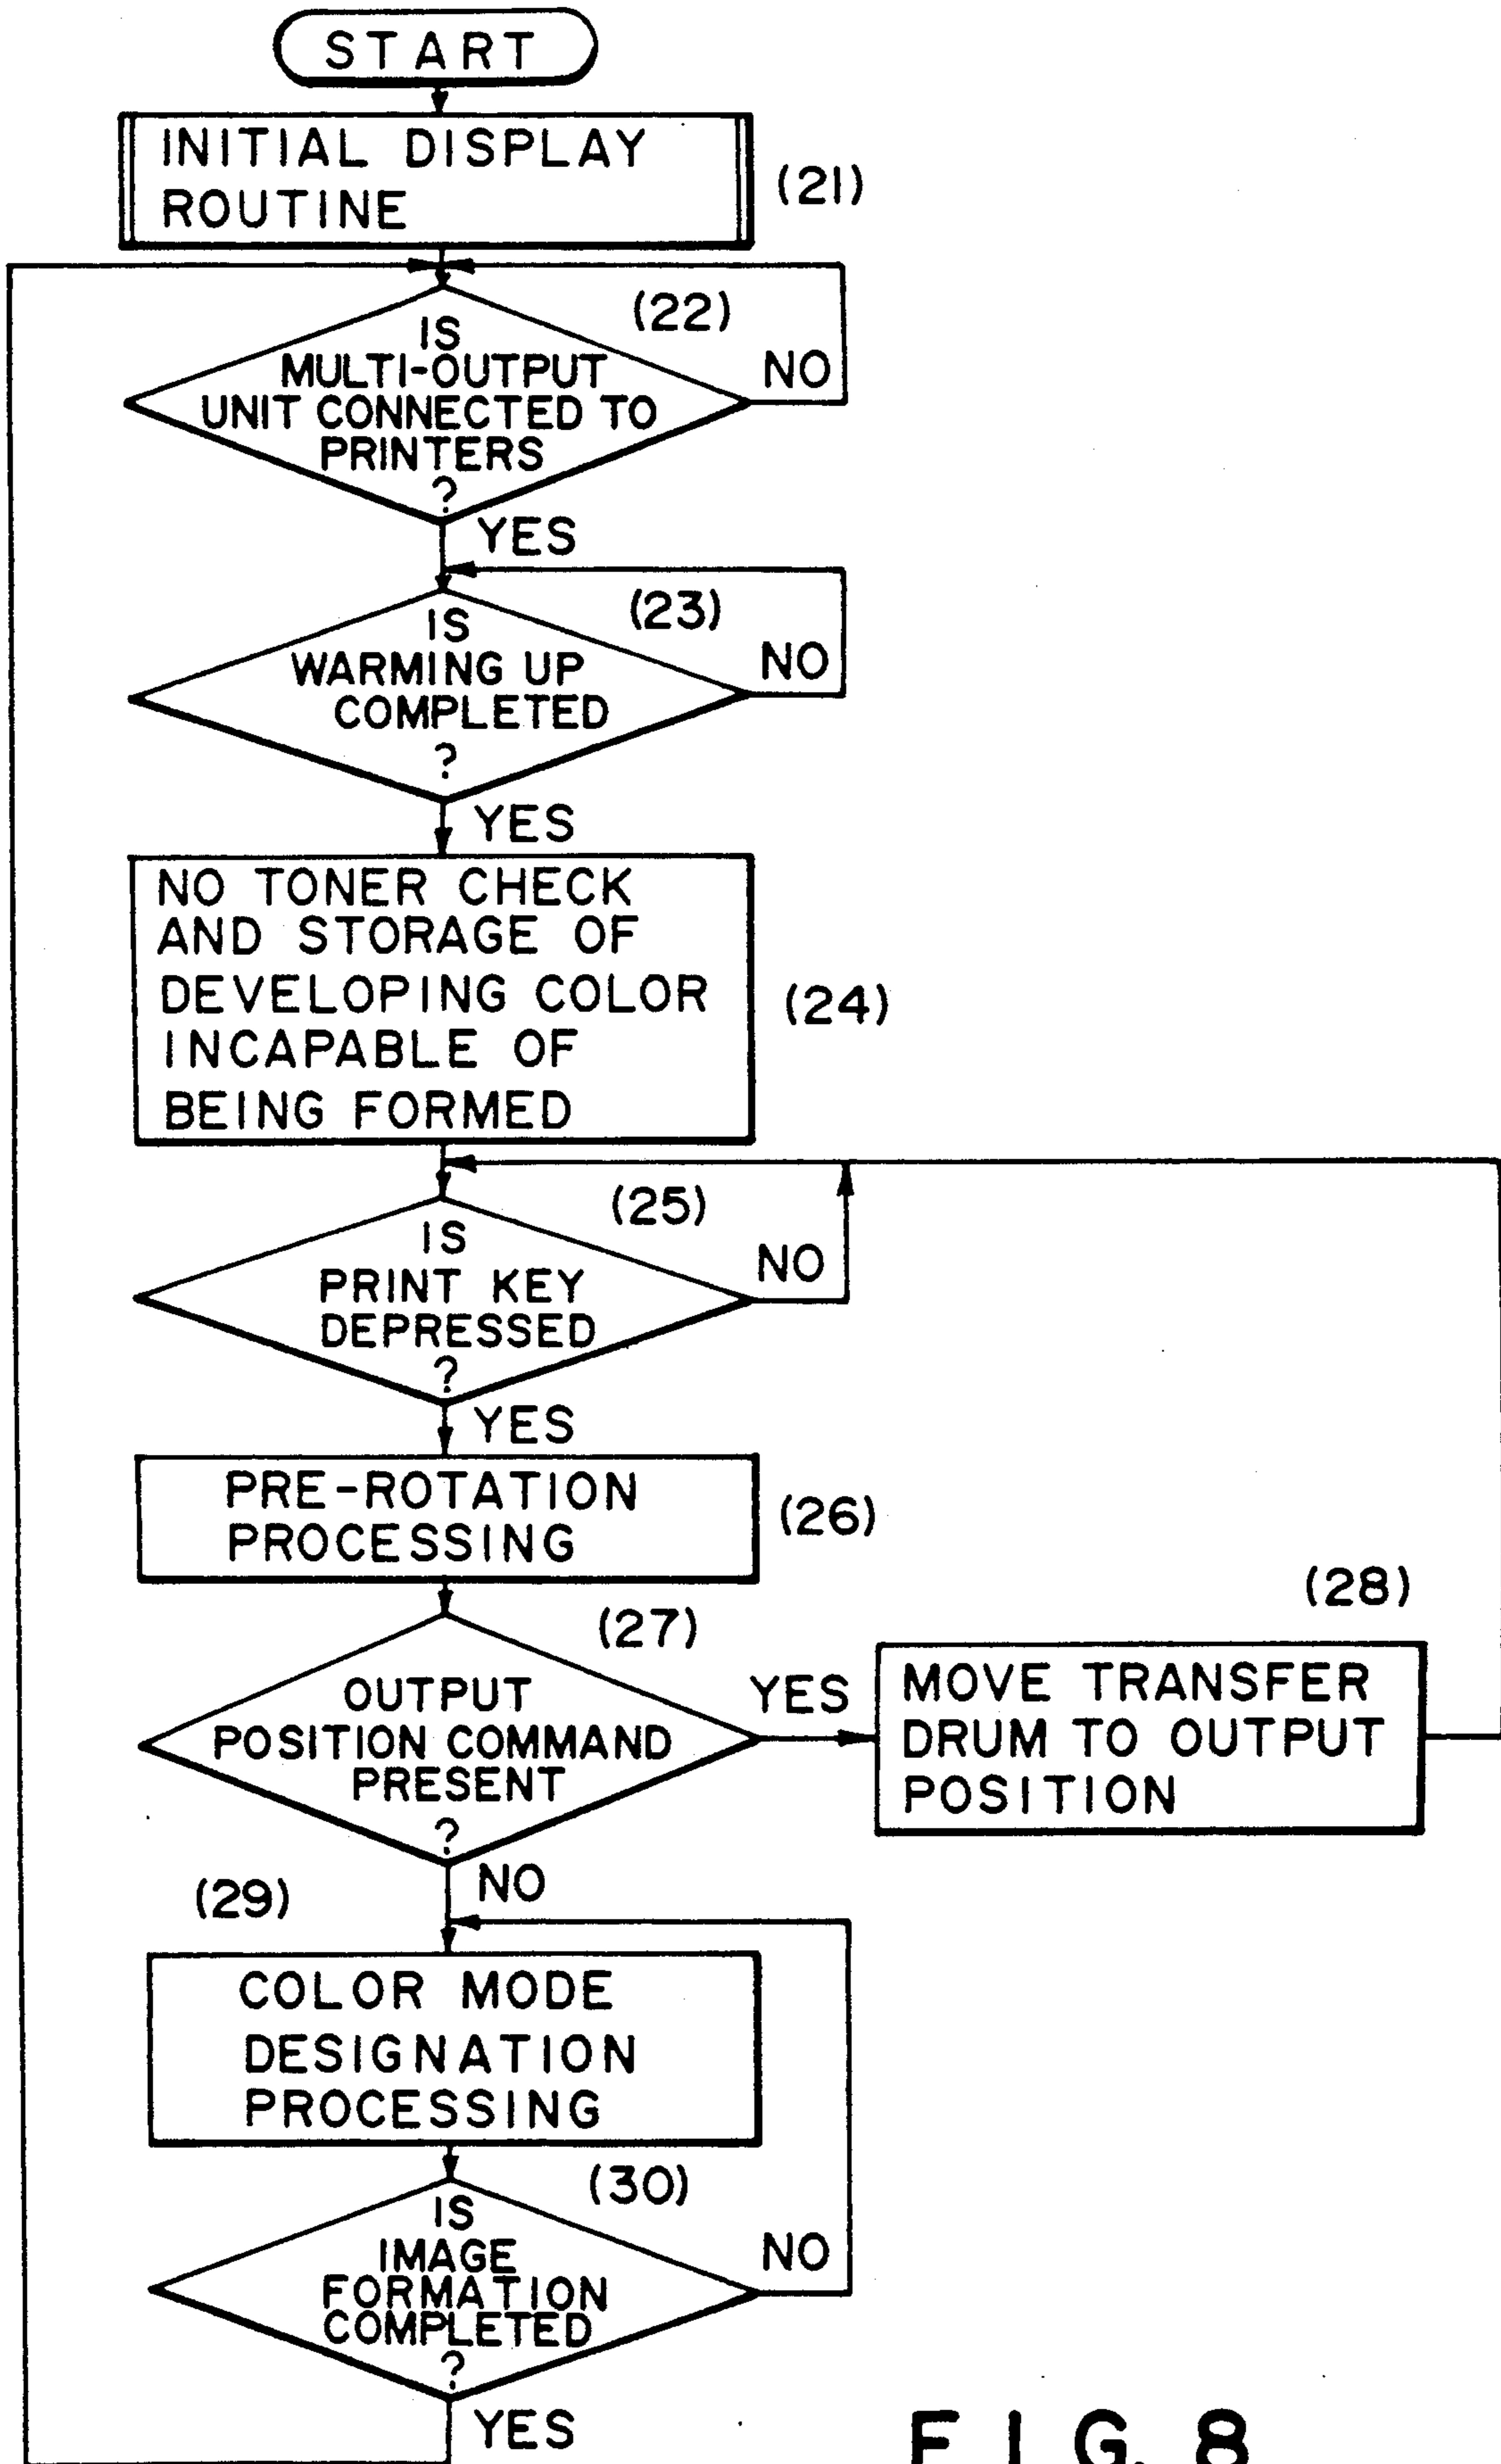 START
INITIAL DISPLAY
ROUTINE
(21)
(22)
IS
MULTI-OUTPUT
UNIT CONNECTED TO
PRINTERS
?
NO
YES
(23)
IS
WARMING UP
COMPLETED
?
NO
YES
NO TONER CHECK
AND STORAGE OF
DEVELOPING COLOR
INCAPABLE OF
BEING FORMED
(24)
(25)
IS
PRINT KEY
DEPRESSED
?
NO
YES
PRE-ROTATION
PROCESSING
(26)
(27)
OUTPUT
POSITION COMMAND
PRESENT
?
YES
(28)
MOVE TRANSFER
DRUM TO OUTPUT
POSITION
NO
(29)
COLOR MODE
DESIGNATION
PROCESSING
(30)
IS
IMAGE
FORMATION
COMPLETED
?
NO
YES
FIG. 8